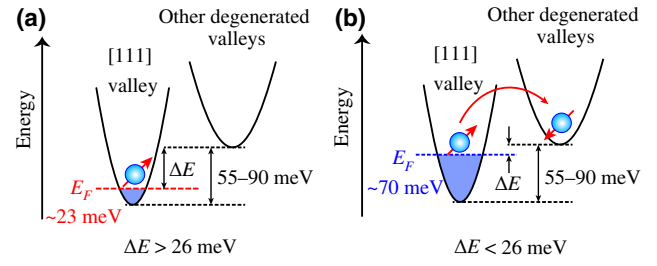 (a)
Other degenerated
valleys
[111]
valley
Energy
E_F
~23 meV
ΔE
55–90 meV
ΔE > 26 meV
(b)
Other degenerated
valleys
[111]
valley
Energy
E_F
~70 meV
ΔE
55–90 meV
ΔE < 26 meV